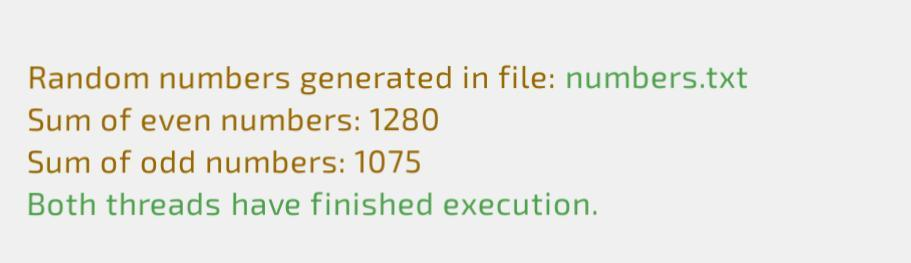 Random numbers generated in file: numbers.txt
Sum of even numbers: 1280
Sum of odd numbers: 1075
Both threads have finished execution.